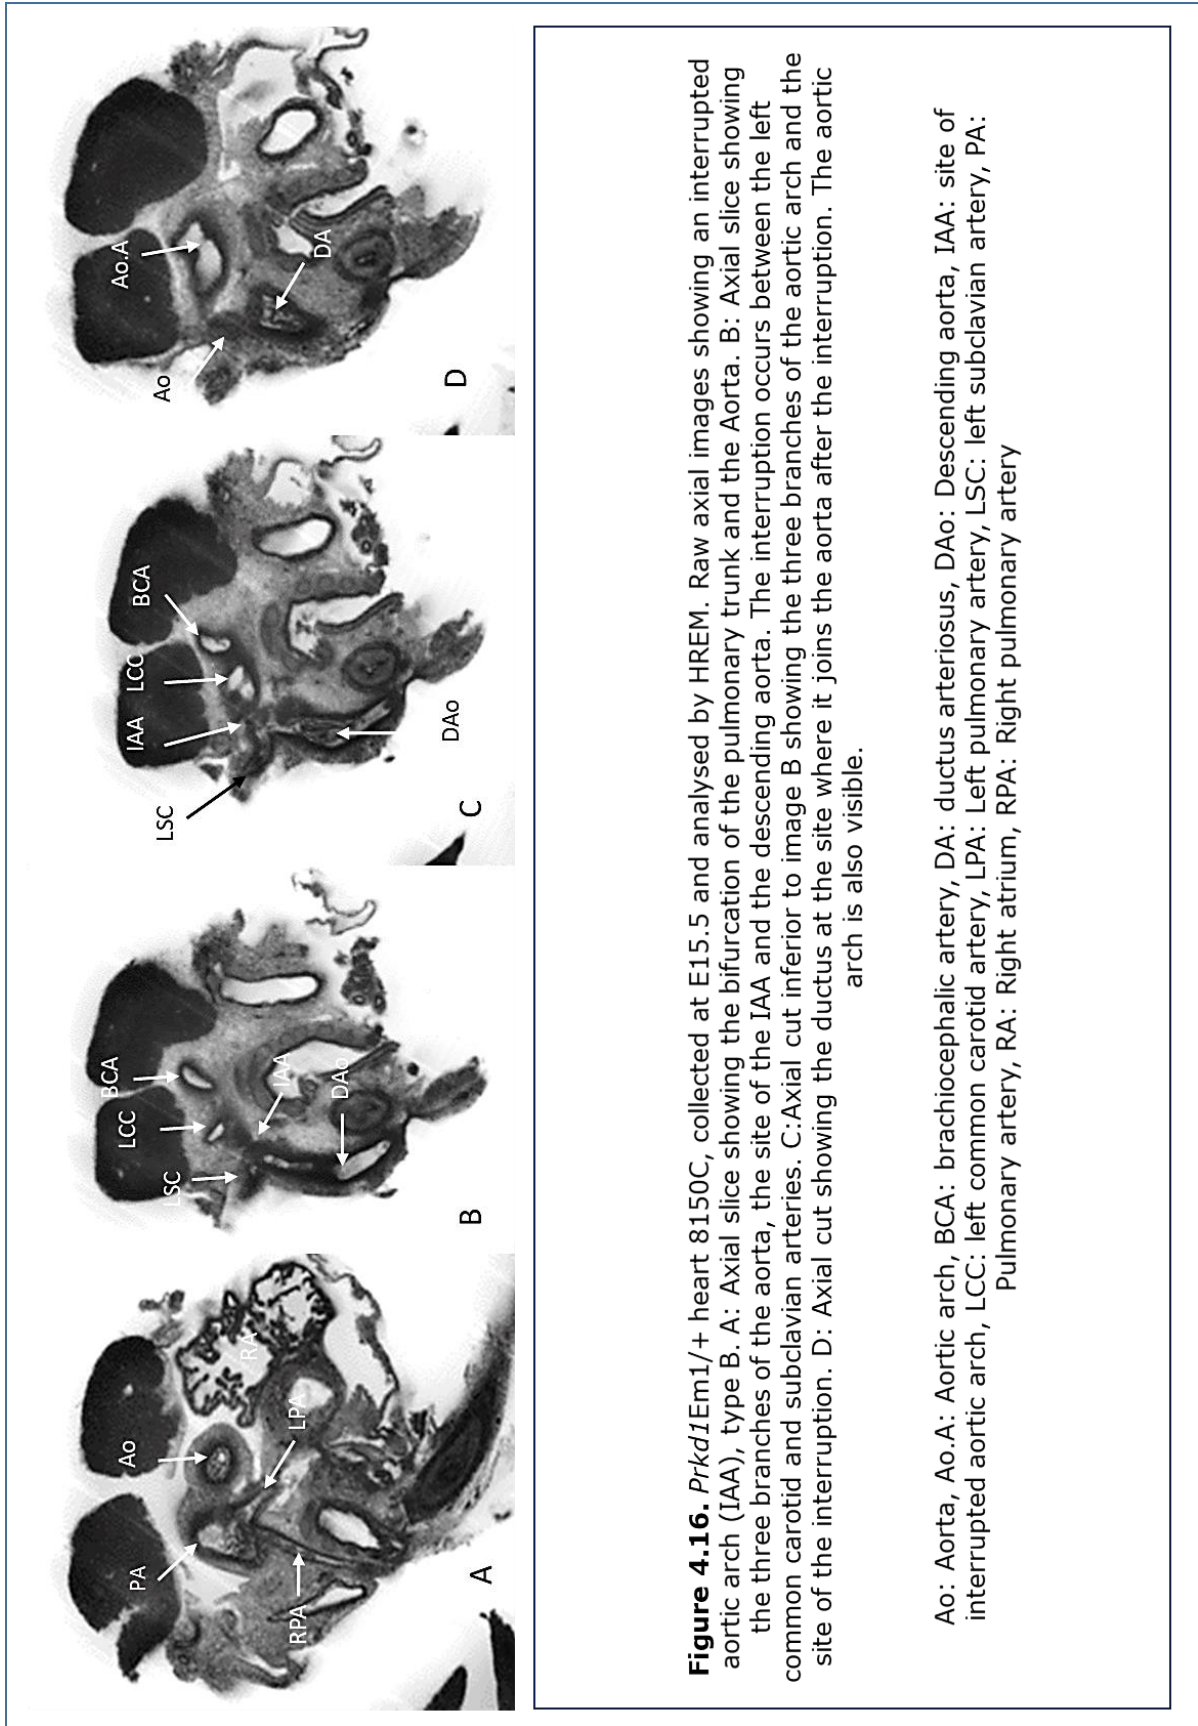 PA
Ao
RPA
LPA
RA
A
LSC
LCC
BCA
IAA
DAo
B
LSC
IAA
LCC
BCA
DAo
C
Ao
Ao.A
DA
D
Figure 4.16. Prkd1Em1/+ heart 8150C, collected at E15.5 and analysed by HREM. Raw axial images showing an interrupted
aortic arch (IAA), type B. A: Axial slice showing the bifurcation of the pulmonary trunk and the Aorta. B: Axial slice showing
the three branches of the aorta, the site of the IAA and the descending aorta. The interruption occurs between the left
common carotid and subclavian arteries. C:Axial cut inferior to image B showing the three branches of the aortic arch and the
site of the interruption. D: Axial cut showing the ductus at the site where it joins the aorta after the interruption. The aortic
arch is also visible.
Ao: Aorta, Ao.A: Aortic arch, BCA: brachiocephalic artery, DA: ductus arteriosus, DAo: Descending aorta, IAA: site of
interrupted aortic arch, LCC: left common carotid artery, LPA: Left pulmonary artery, LSC: left subclavian artery, PA:
Pulmonary artery, RA: Right atrium, RPA: Right pulmonary artery